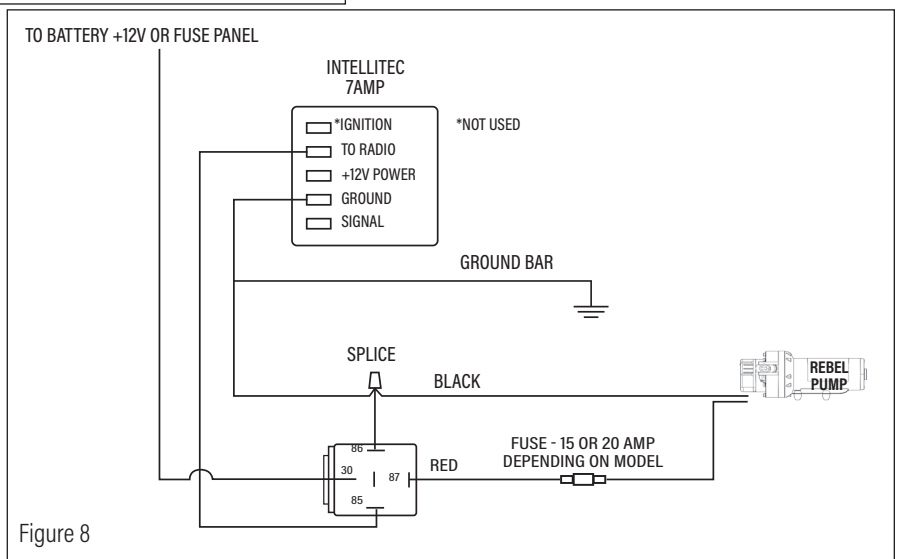 TO BATTERY +12V OR FUSE PANEL
INTELLITEC
7AMP
*IGNITION
*NOT USED
TO RADIO
+12V POWER
GROUND
SIGNAL
GROUND BAR
SPLICE
BLACK
REBEL
PUMP
86
30
87
85
RED
FUSE - 15 OR 20 AMP
DEPENDING ON MODEL
Figure 8